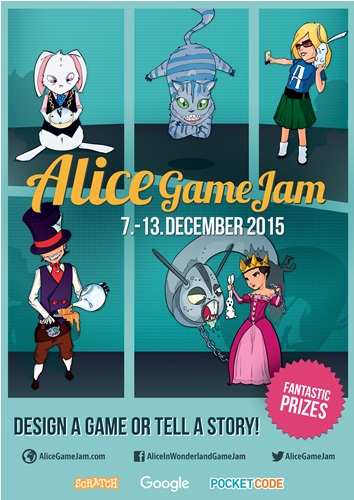 Alice Game Jam
7.-13. DECEMBER 2015
FANTASTIC
PRIZES
DESIGN A GAME OR TELL A STORY!
AliceGameJam.com
AliceInWonderlandGameJam
AliceGameJam
SCRATCH
Google
POCKETCODE